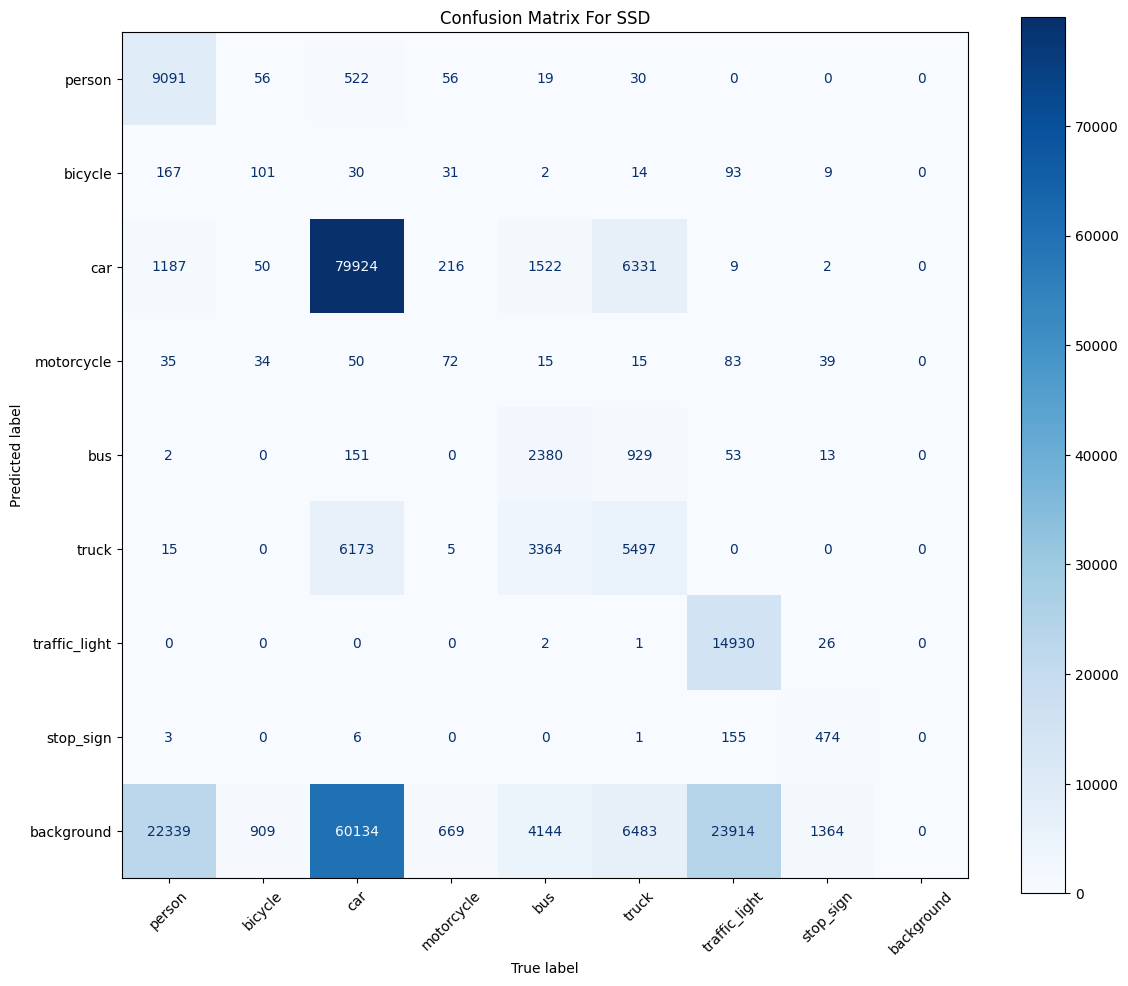 Confusion Matrix For SSD
Predicted label
person 9091 56 522 56 19 30 0 0 0
bicycle 167 101 30 31 2 14 93 9 0
car 1187 50 79924 216 1522 6331 9 2 0
motorcycle 35 34 50 72 15 15 83 39 0
bus 2 0 151 0 2380 929 53 13 0
truck 15 0 6173 5 3364 5497 0 0 0
traffic_light 0 0 0 0 2 1 14930 26 0
stop_sign 3 0 6 0 0 1 155 474 0
background 22339 909 60134 669 4144 6483 23914 1364 0
person bicycle car motorcycle bus truck traffic_light stop_sign background
True label
70000
60000
50000
40000
30000
20000
10000
0